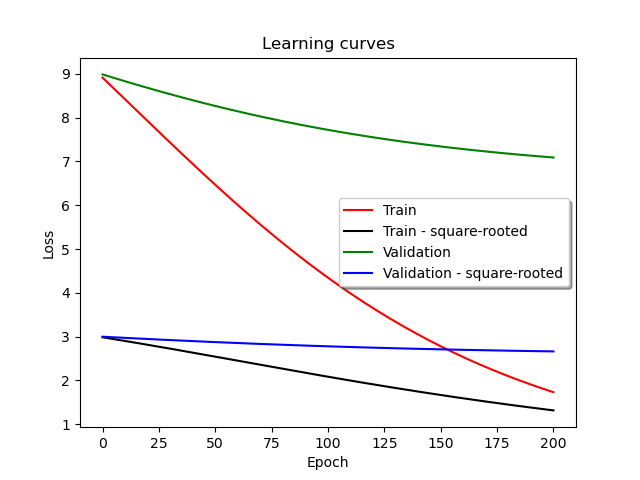 Learning curves
9
8
7
6
5
4
3
2
1
Loss
Train
Train - square-rooted
Validation
Validation - square-rooted
0 25 50 75 100 125 150 175 200
Epoch